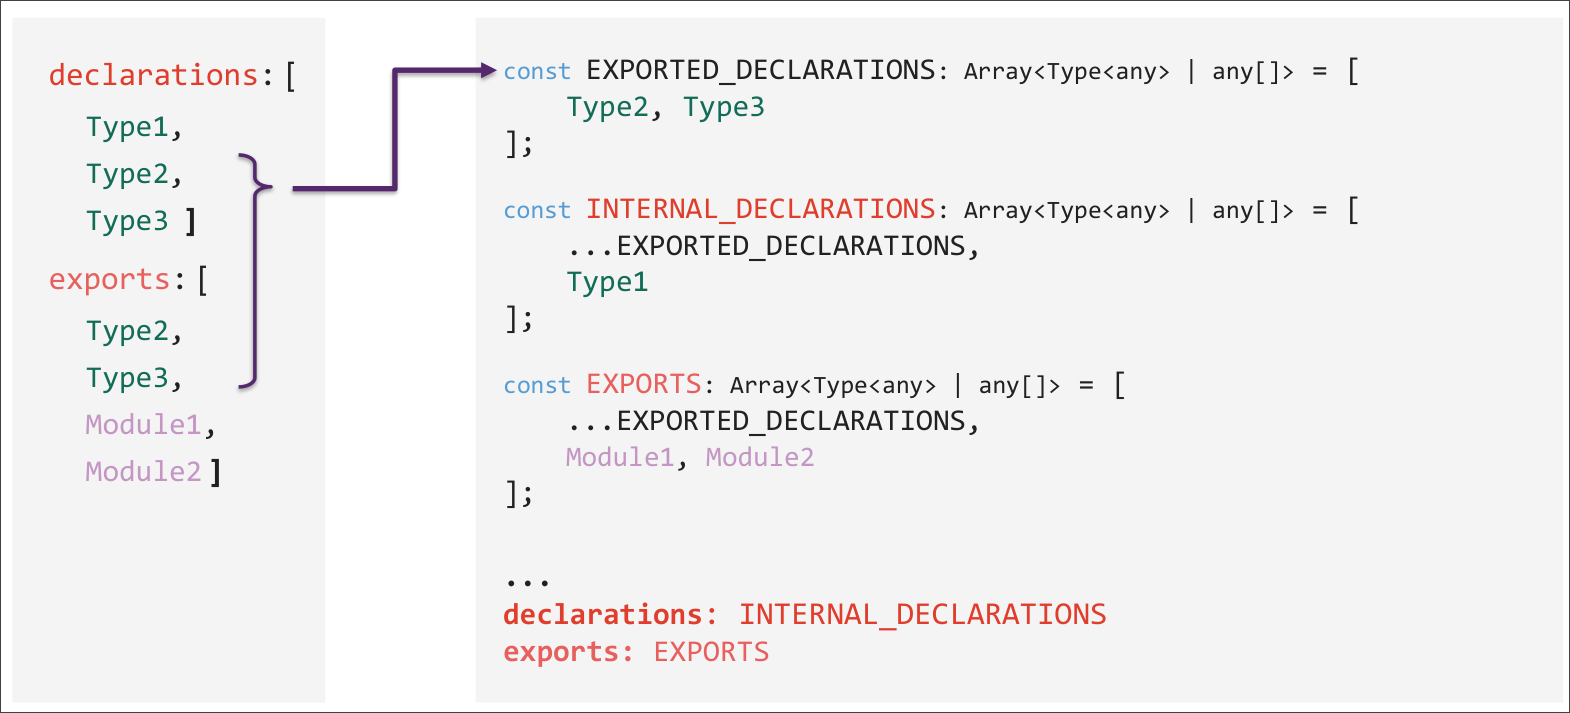 declarations: [
Type1,
Type2,
Type3 ]
exports: [
Type2,
Type3,
Module1,
Module2 ]
const EXPORTED_DECLARATIONS: Array<Type<any> | any[]> = [
Type2, Type3
];
const INTERNAL_DECLARATIONS: Array<Type<any> | any[]> = [
...EXPORTED_DECLARATIONS,
Type1
];
const EXPORTS: Array<Type<any> | any[]> = [
...EXPORTED_DECLARATIONS,
Module1, Module2
];
...
declarations: INTERNAL_DECLARATIONS
exports: EXPORTS